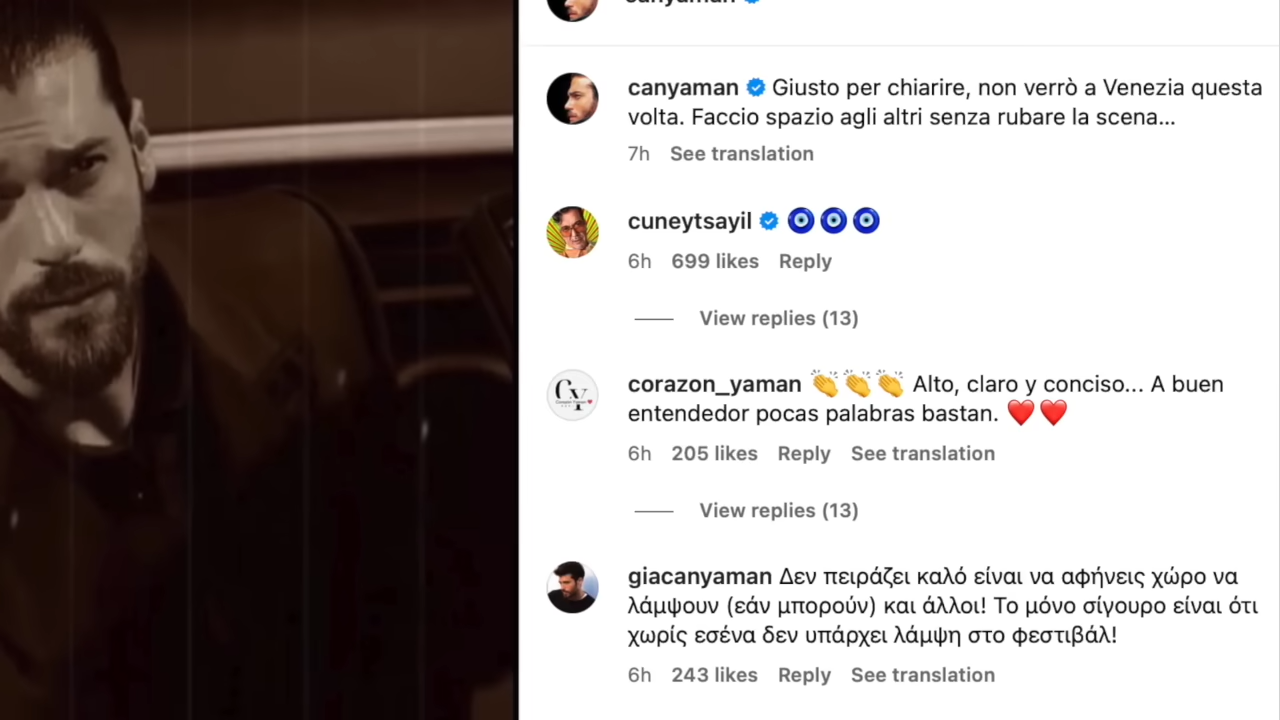 canyaman Giusto per chiarire, non verrò a Venezia questa
volta. Faccio spazio agli altri senza rubare la scena...
7h See translation
cuneytsayil 🧿🧿🧿
6h 699 likes Reply
View replies (13)
corazon_yaman 👏👏👏 Alto, claro y conciso... A buen
entendedor pocas palabras bastan. ❤️❤️
6h 205 likes Reply See translation
View replies (13)
giacanyaman Δεν πειράζει καλό είναι να αφήνεις χώρο να
λάμψουν (εάν μπορούν) και άλλοι! Το μόνο σίγουρο είναι ότι
χωρίς εσένα δεν υπάρχει λάμψη στο φεστιβάλ!
6h 243 likes Reply See translation